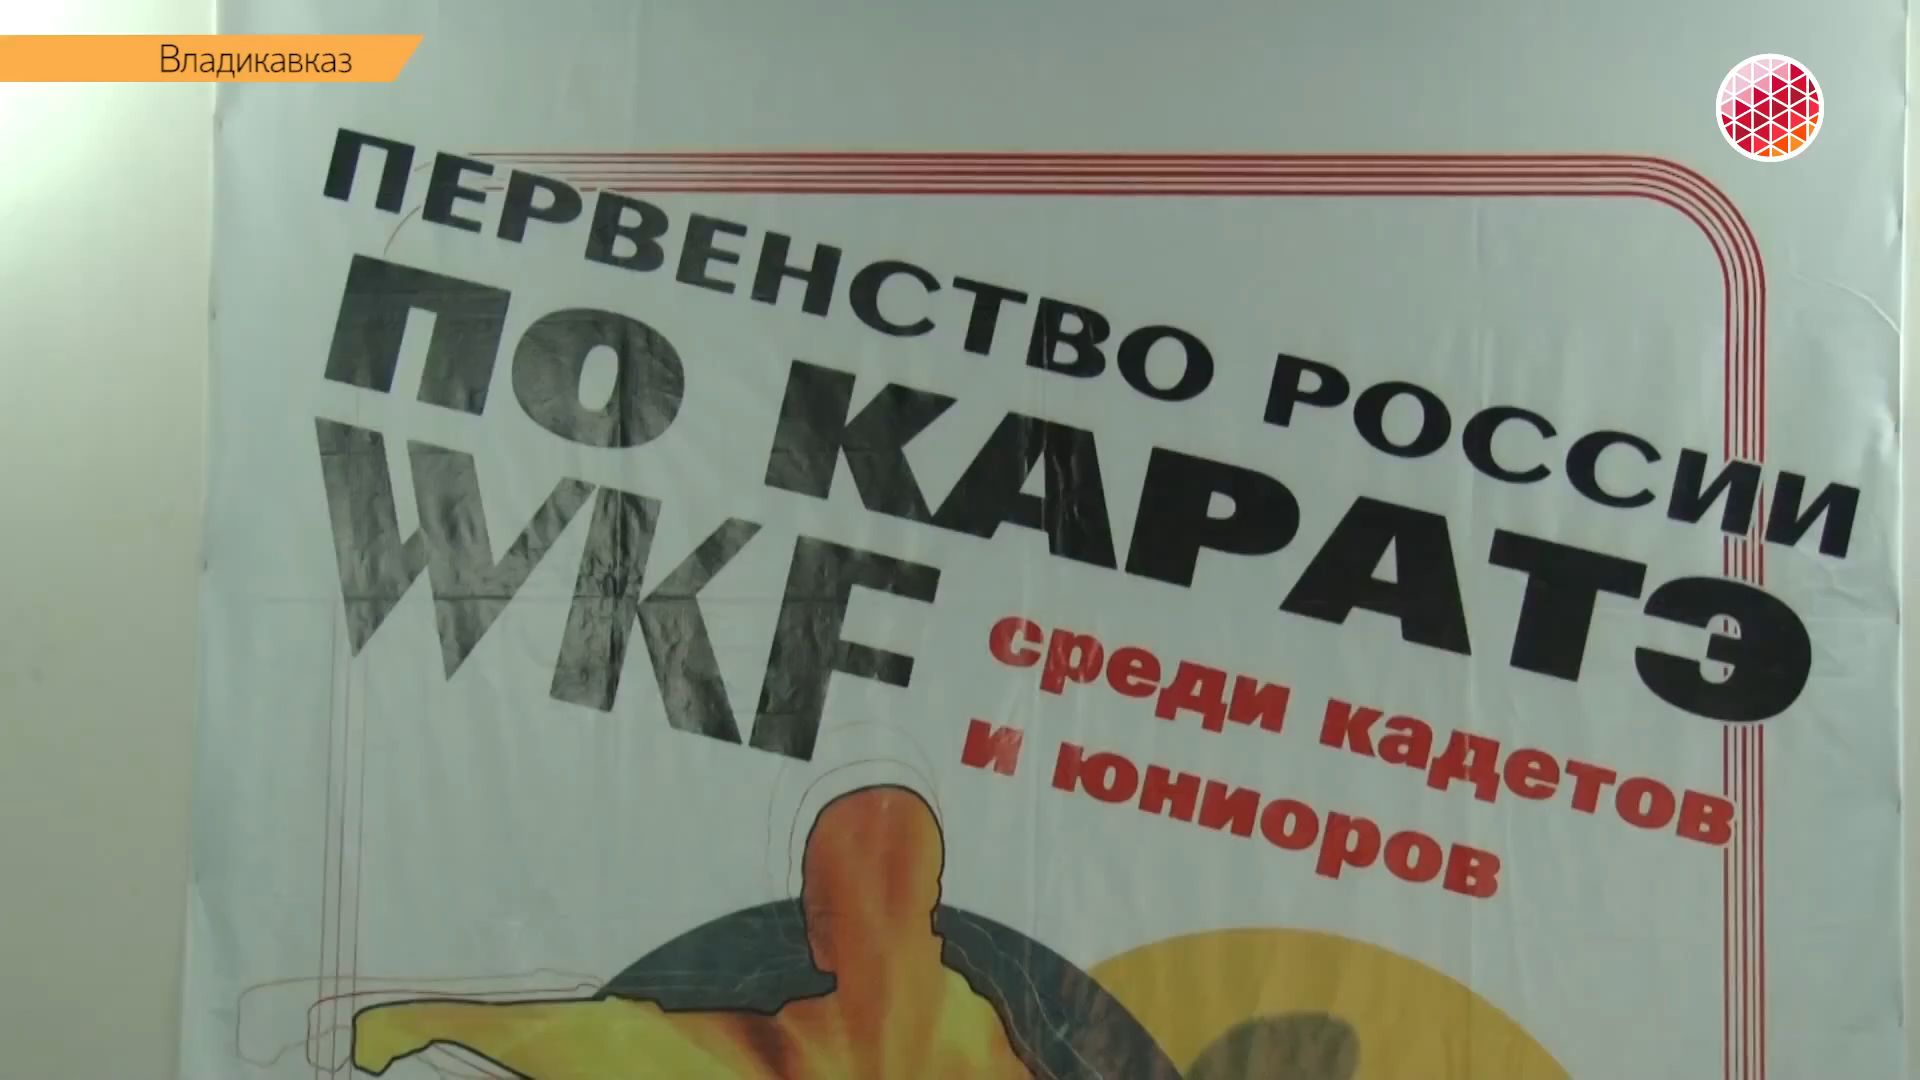 Владикавказ
ПЕРВЕНСТВО РОССИИ
ПО КАРАТЭ
WKF
среди кадетов
и юниоров